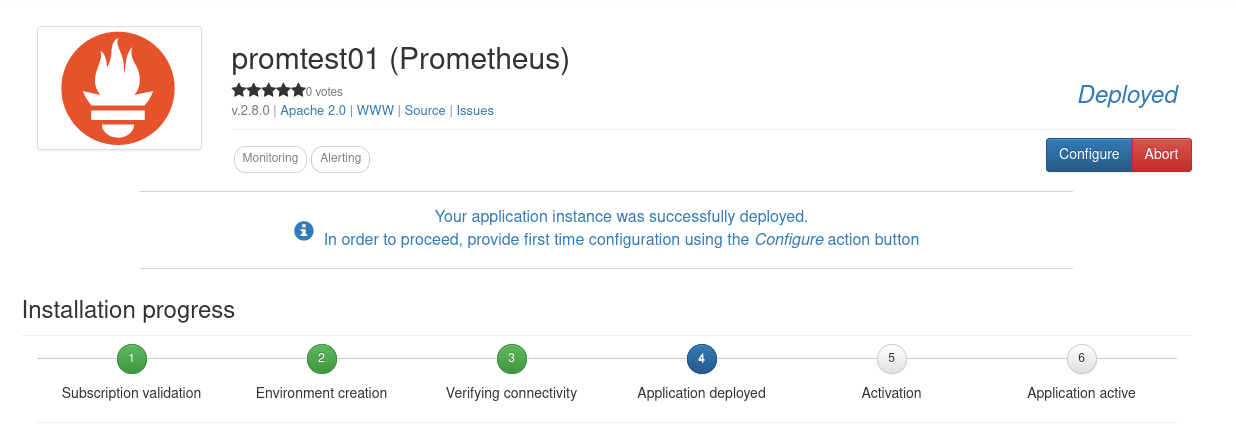 promtest01 (Prometheus)
0 votes
v.2.8.0 | Apache 2.0 | WWW | Source | Issues
Deployed
Monitoring Alerting
Configure Abort
Your application instance was successfully deployed.
In order to proceed, provide first time configuration using the Configure action button
Installation progress
1 2 3 4 5 6
Subscription validation Environment creation Verifying connectivity Application deployed Activation Application active